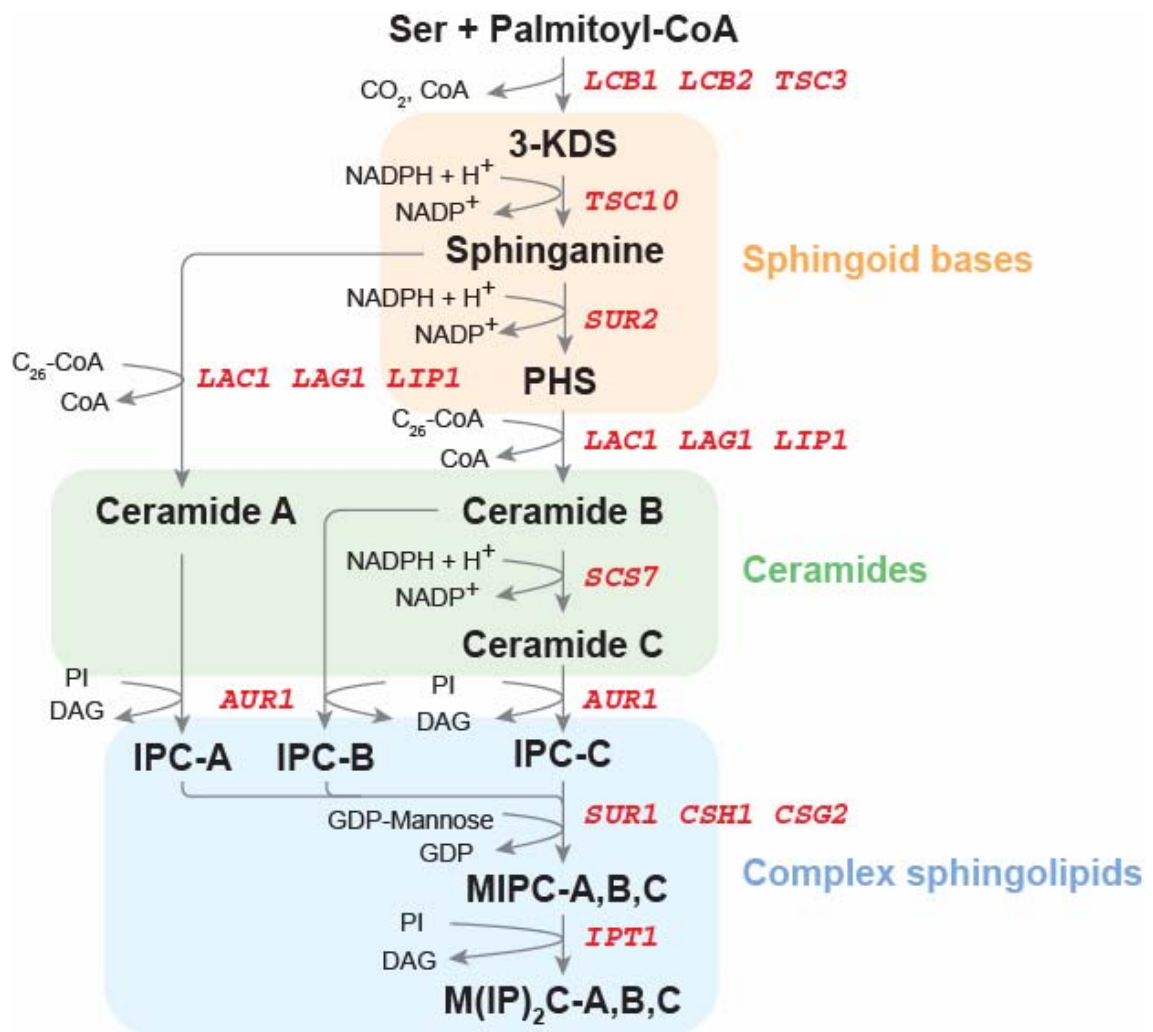 Ser + Palmitoyl-CoA
CO2, CoA
LCB1 LCB2 TSC3
3-KDS
NADPH + H+
NADP+
TSC10
Sphinganine
Sphingoid bases
NADPH + H+
NADP+
SUR2
C26-CoA
CoA
LAC1 LAG1 LIP1
PHS
C26-CoA
CoA
LAC1 LAG1 LIP1
Ceramide A
Ceramide B
NADPH + H+
NADP+
SCS7
Ceramides
Ceramide C
PI
DAG
AUR1
PI
DAG
AUR1
IPC-A
IPC-B
IPC-C
GDP-Mannose
GDP
SUR1 CSH1 CSG2
Complex sphingolipids
MIPC-A,B,C
PI
DAG
IPT1
M(IP)2C-A,B,C